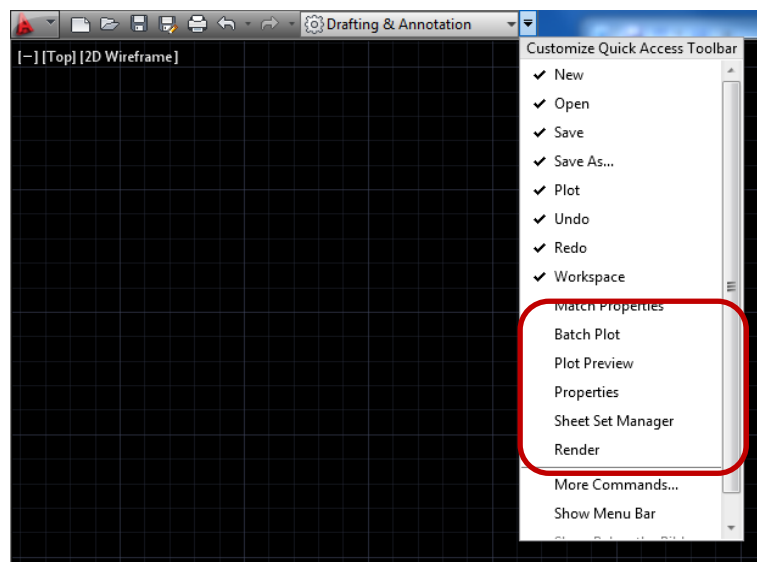 Drafting & Annotation
[−] [Top] [2D Wireframe]
Customize Quick Access Toolbar
New
Open
Save
Save As...
Plot
Undo
Redo
Workspace
Match Properties
Batch Plot
Plot Preview
Properties
Sheet Set Manager
Render
More Commands...
Show Menu Bar